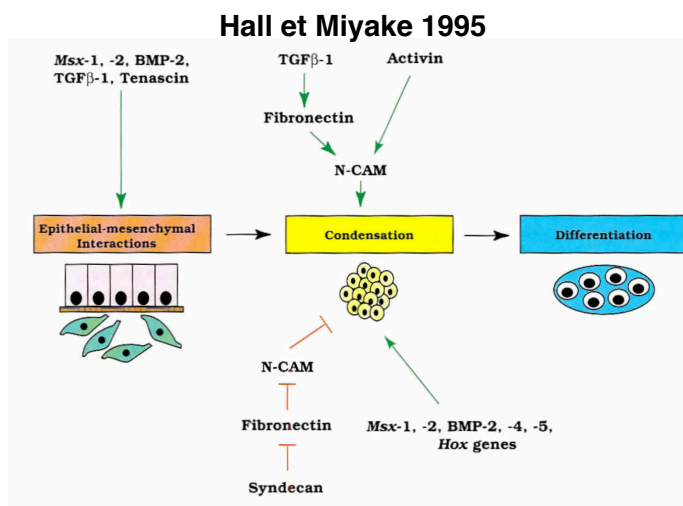 Hall et Miyake 1995
Msx-1, -2, BMP-2,
TGFβ-1, Tenascin
TGFβ-1
Activin
Fibronectin
N-CAM
Epithelial-mesenchymal
Interactions
Condensation
Differentiation
N-CAM
Fibronectin
Syndecan
Msx-1, -2, BMP-2, -4, -5,
Hox genes